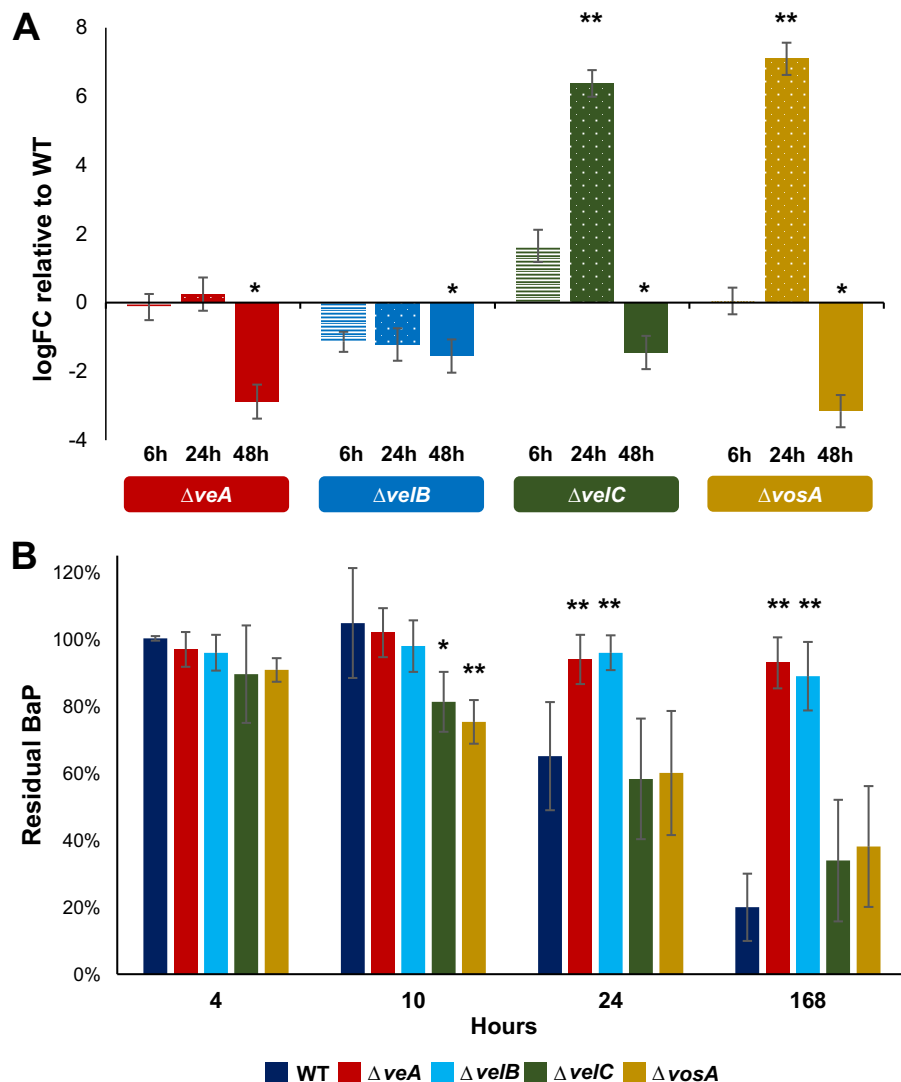 A
logFC relative to WT
8
**
**
6
4
2
0
-2
-4
*
*
*
*
6h 24h 48h 6h 24h 48h 6h 24h 48h 6h 24h 48h
ΔveA ΔvelB ΔvelC ΔvosA
B
Residual BaP
120%
100%
80%
60%
40%
20%
0%
*
**
** **
** **
4 10 24 168
Hours
WT ΔveA ΔvelB ΔvelC ΔvosA